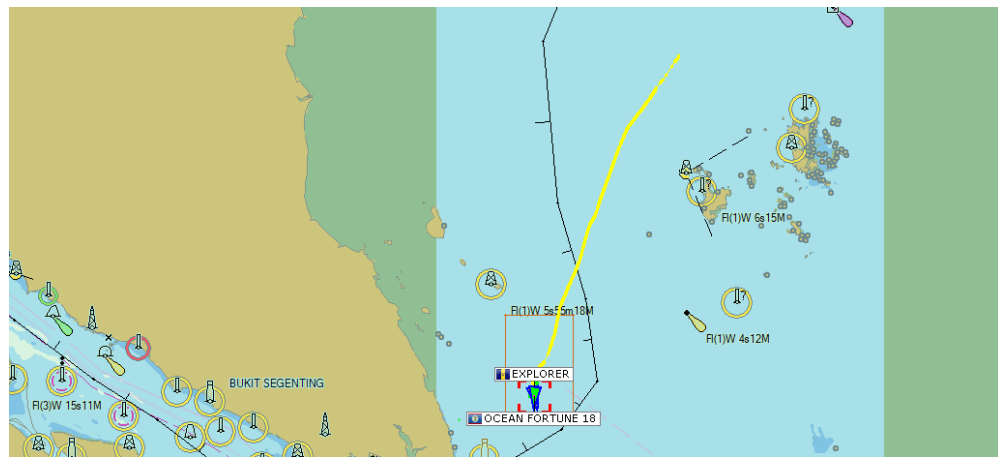 Fl(1)W 6s15M
Fl(1)W 5s55m18M
Fl(1)W 4s12M
EXPLORER
BUKIT SEGENTING
Fl(3)W 15s11M
OCEAN FORTUNE 18